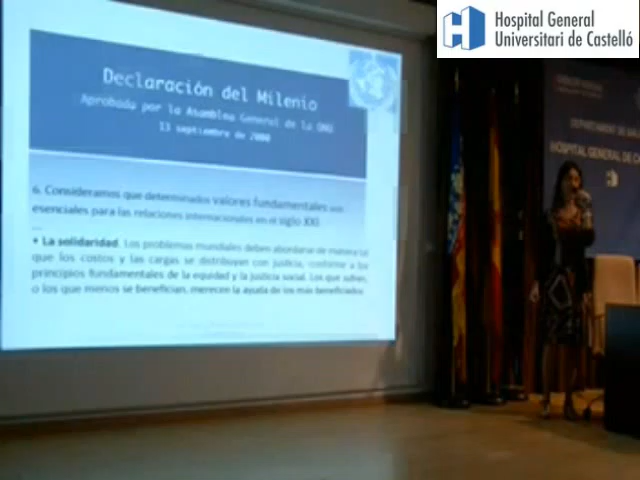 Hospital General
Universitari de Castelló
Declaración del Milenio
Aprobada por la Asamblea General de la ONU
13 septiembre de 2000
6. Consideramos que determinados valores fundamentales son
esenciales para las relaciones internacionales en el siglo XXI
...
• La solidaridad. Los problemas mundiales deben abordarse de manera tal
que los costos y las cargas se distribuyan con justicia, conforme a los
principios fundamentales de la equidad y la justicia social. Los que sufren,
o los que menos se benefician, merecen la ayuda de los más beneficiados
HOSPITAL GENERAL DE